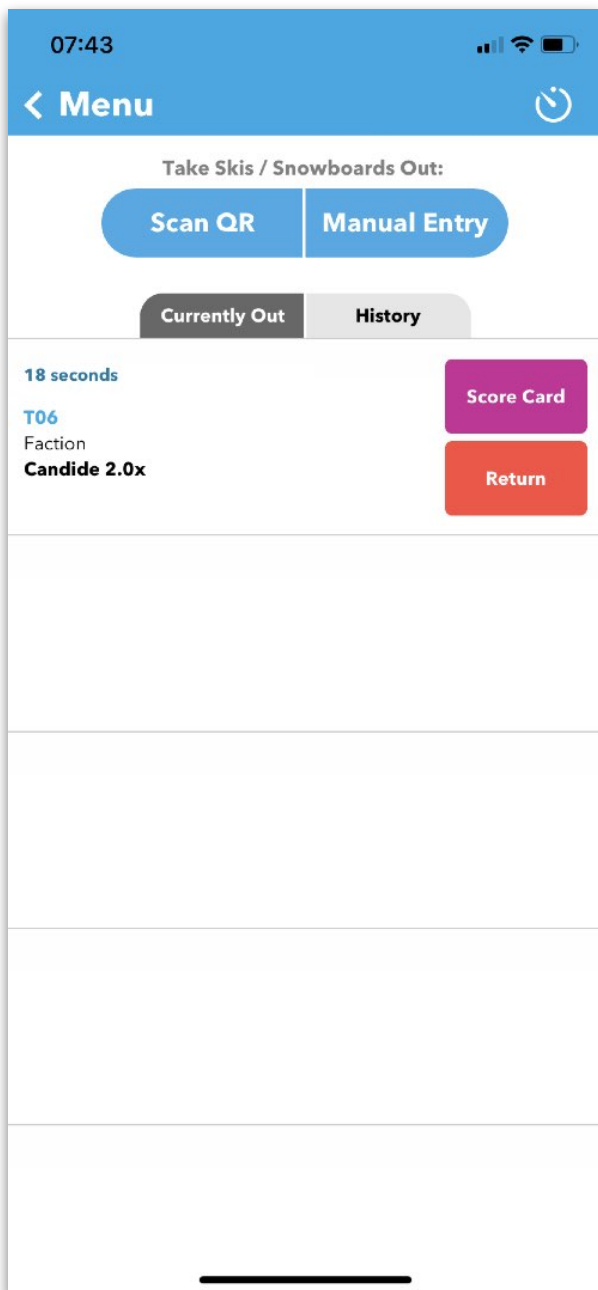 07:43
Menu
Take Skis / Snowboards Out:
Scan QR
Manual Entry
Currently Out
History
18 seconds
T06
Faction
Candide 2.0x
Score Card
Return